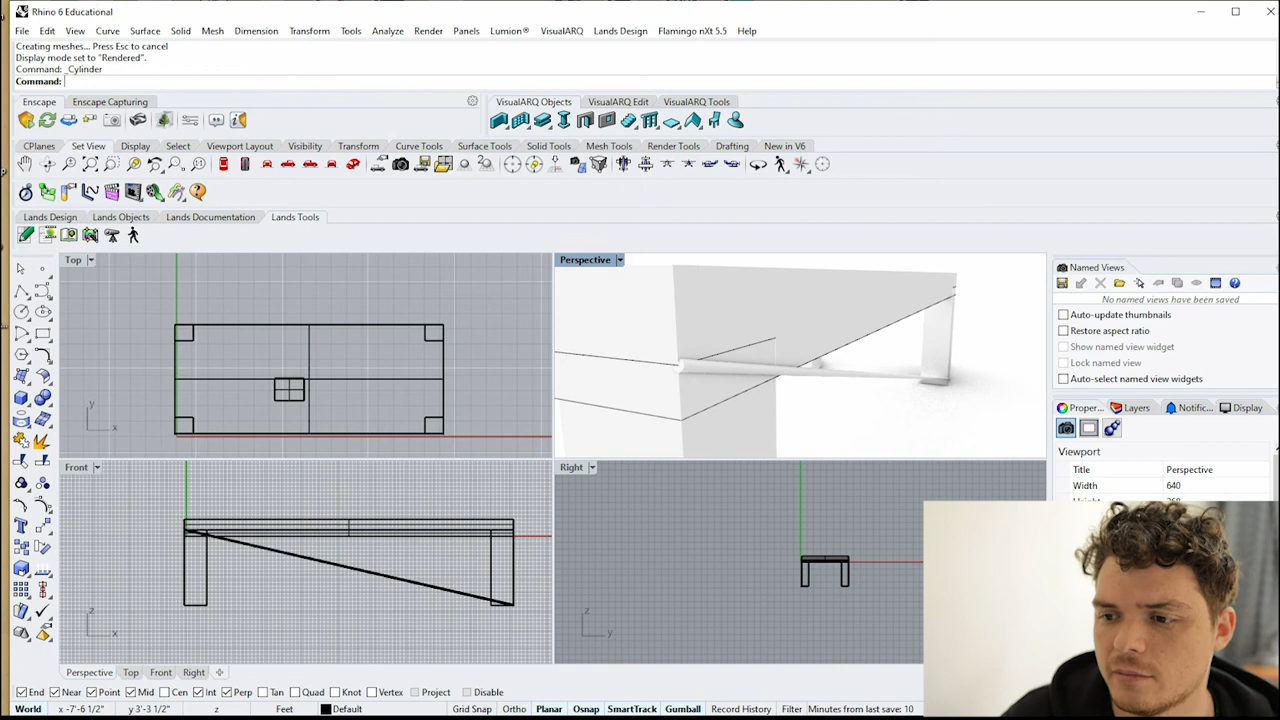 Rhino 6 Educational
File Edit View Curve Surface Solid Mesh Dimension Transform Tools Analyze Render Panels Lumion® VisualARQ Lands Design Flamingo nXt 5.5 Help
Creating meshes... Press Esc to cancel
Display mode set to "Rendered".
Command: _Cylinder
Command:
Enscape Enscape Capturing VisualARQ Objects VisualARQ Edit VisualARQ Tools
CPlanes Set View Display Select Viewport Layout Visibility Transform Curve Tools Surface Tools Solid Tools Mesh Tools Render Tools Drafting New in V6
Lands Design Lands Objects Lands Documentation Lands Tools
Top Perspective Named Views
No named views have been saved
Auto-update thumbnails
Restore aspect ratio
Show named view widget
Lock named view
Auto-select named view widgets
y x
Proper... Layers Notific... Display
Viewport
Front Right
Title Perspective
Width 640
z x
z y
Perspective Top Front Right
End Near Point Mid Cen Int Perp Tan Quad Knot Vertex Project Disable
World x -7'-6 1/2" y 3'-3 1/2" z Feet Default Grid Snap Ortho Planar Osnap SmartTrack Gumball Record History Filter Minutes from last save: 10